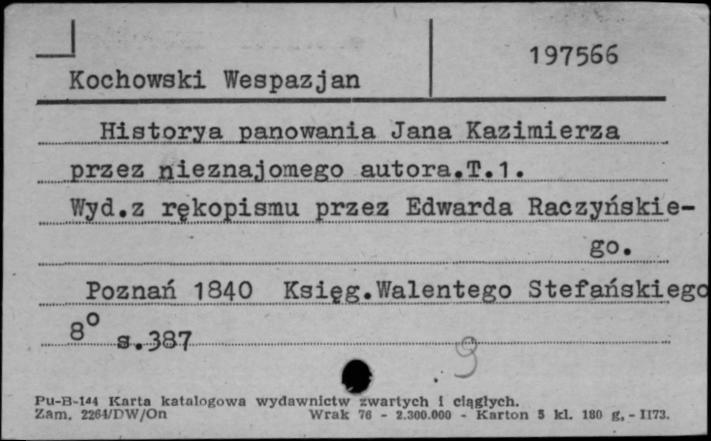 197566
Kochowski Wespazjan
Historya panowania Jana Kazimierza
przez nieznajomego autora.T.1.
Wyd.z rękopismu przez Edwarda Raczyńskie-
go.
Poznań 1840 Księg.Walentego Stefańskiego
8° s.387
9
Pu-B-144 Karta katalogowa wydawnictw zwartych i ciągłych.
Zam. 2264/DW/On Wrak 76 - 2.300.000 - Karton 5 kl. 180 g, - II73.